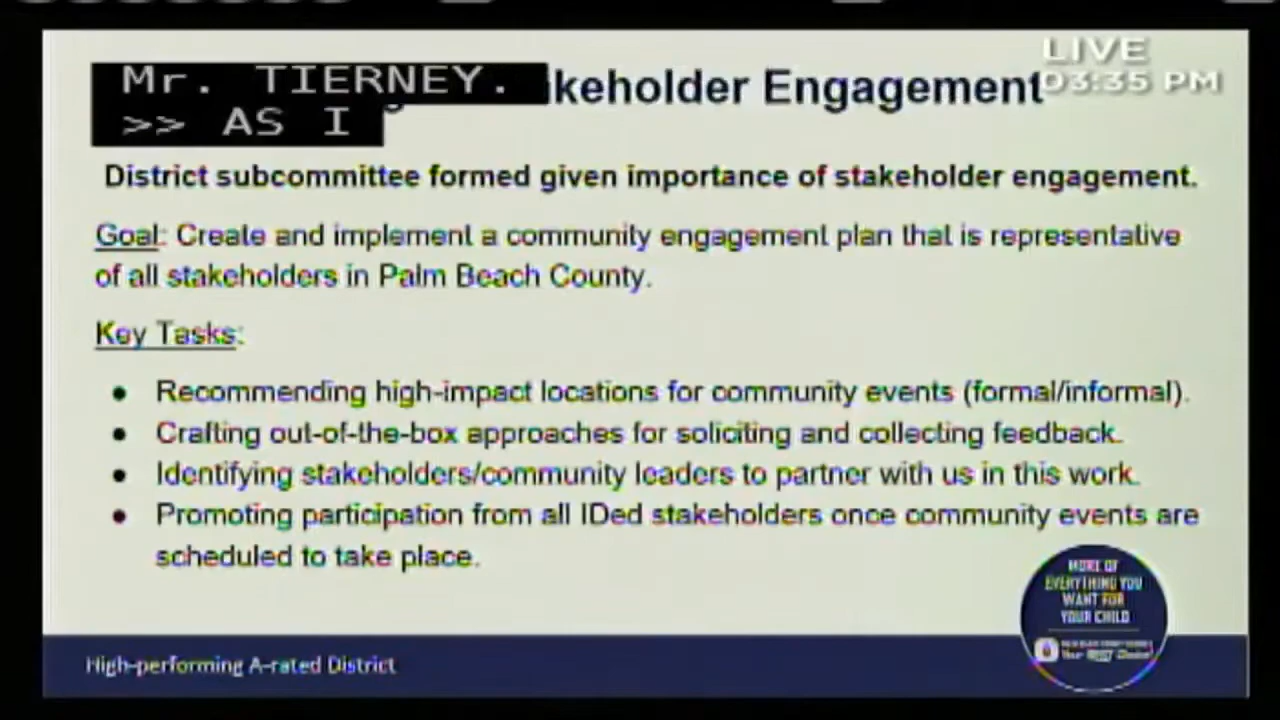 Mr. TIERNEY.
>> AS I
keholder Engagement
LIVE
03:35 PM
District subcommittee formed given importance of stakeholder engagement.
Goal: Create and implement a community engagement plan that is representative
of all stakeholders in Palm Beach County.
Key Tasks:
● Recommending high-impact locations for community events (formal/informal).
● Crafting out-of-the-box approaches for soliciting and collecting feedback.
● Identifying stakeholders/community leaders to partner with us in this work.
● Promoting participation from all IDed stakeholders once community events are
scheduled to take place.
MORE OF
EVERYTHING YOU
WANT FOR
YOUR CHILD
Your BEST Choice!
High-performing A-rated District